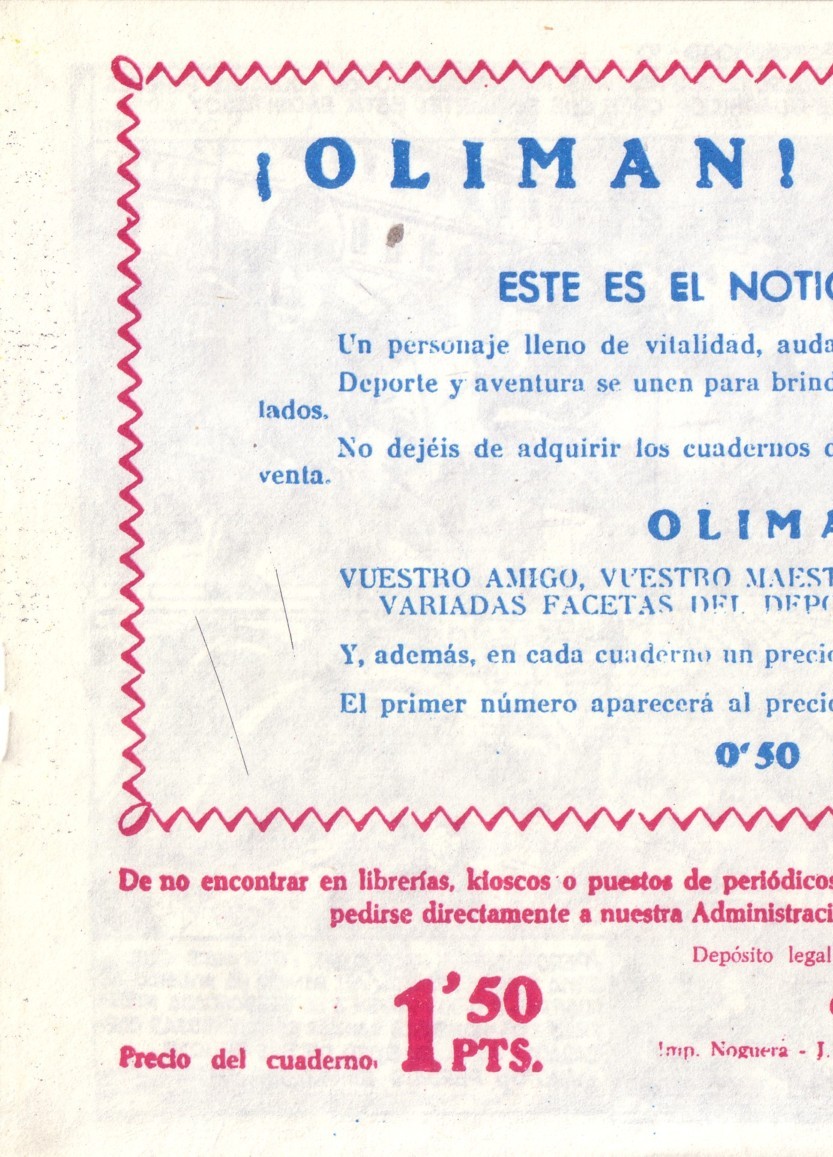 ¡OLIMAN!
ESTE ES EL NOTIC
Un personaje lleno de vitalidad, auda
Deporte y aventura se unen para brind
lados.
No dejéis de adquirir los cuadernos d
venta.
OLIMA
VUESTRO AMIGO, VUESTRO MAEST
VARIADAS FACETAS DEL DEPO
Y, además, en cada cuaderno un precio
El primer número aparecerá al precio
0'50
De no encontrar en librerías, kioscos o puestos de periódicos
pedirse directamente a nuestra Administraci
Depósito legal
Precio del cuaderno. 1'50 PTS.
Imp. Noguera - J.